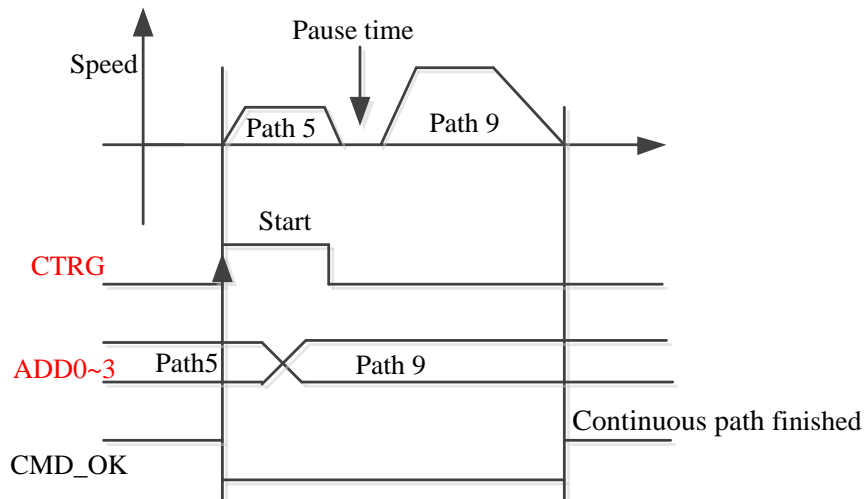 Pause time
Speed
Path 5
Path 9
Start
CTRG
ADD0~3
Path5
Path 9
Continuous path finished
CMD_OK